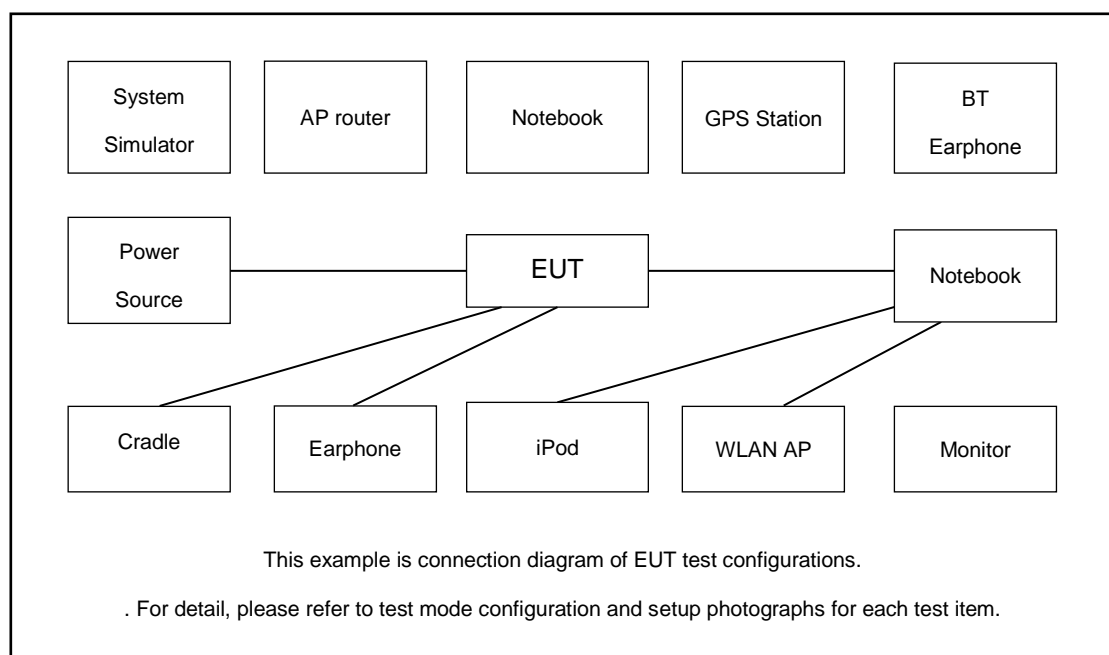 System
Simulator
AP router
Notebook
GPS Station
BT
Earphone
Power
Source
EUT
Notebook
Cradle
Earphone
iPod
WLAN AP
Monitor
This example is connection diagram of EUT test configurations.
. For detail, please refer to test mode configuration and setup photographs for each test item.